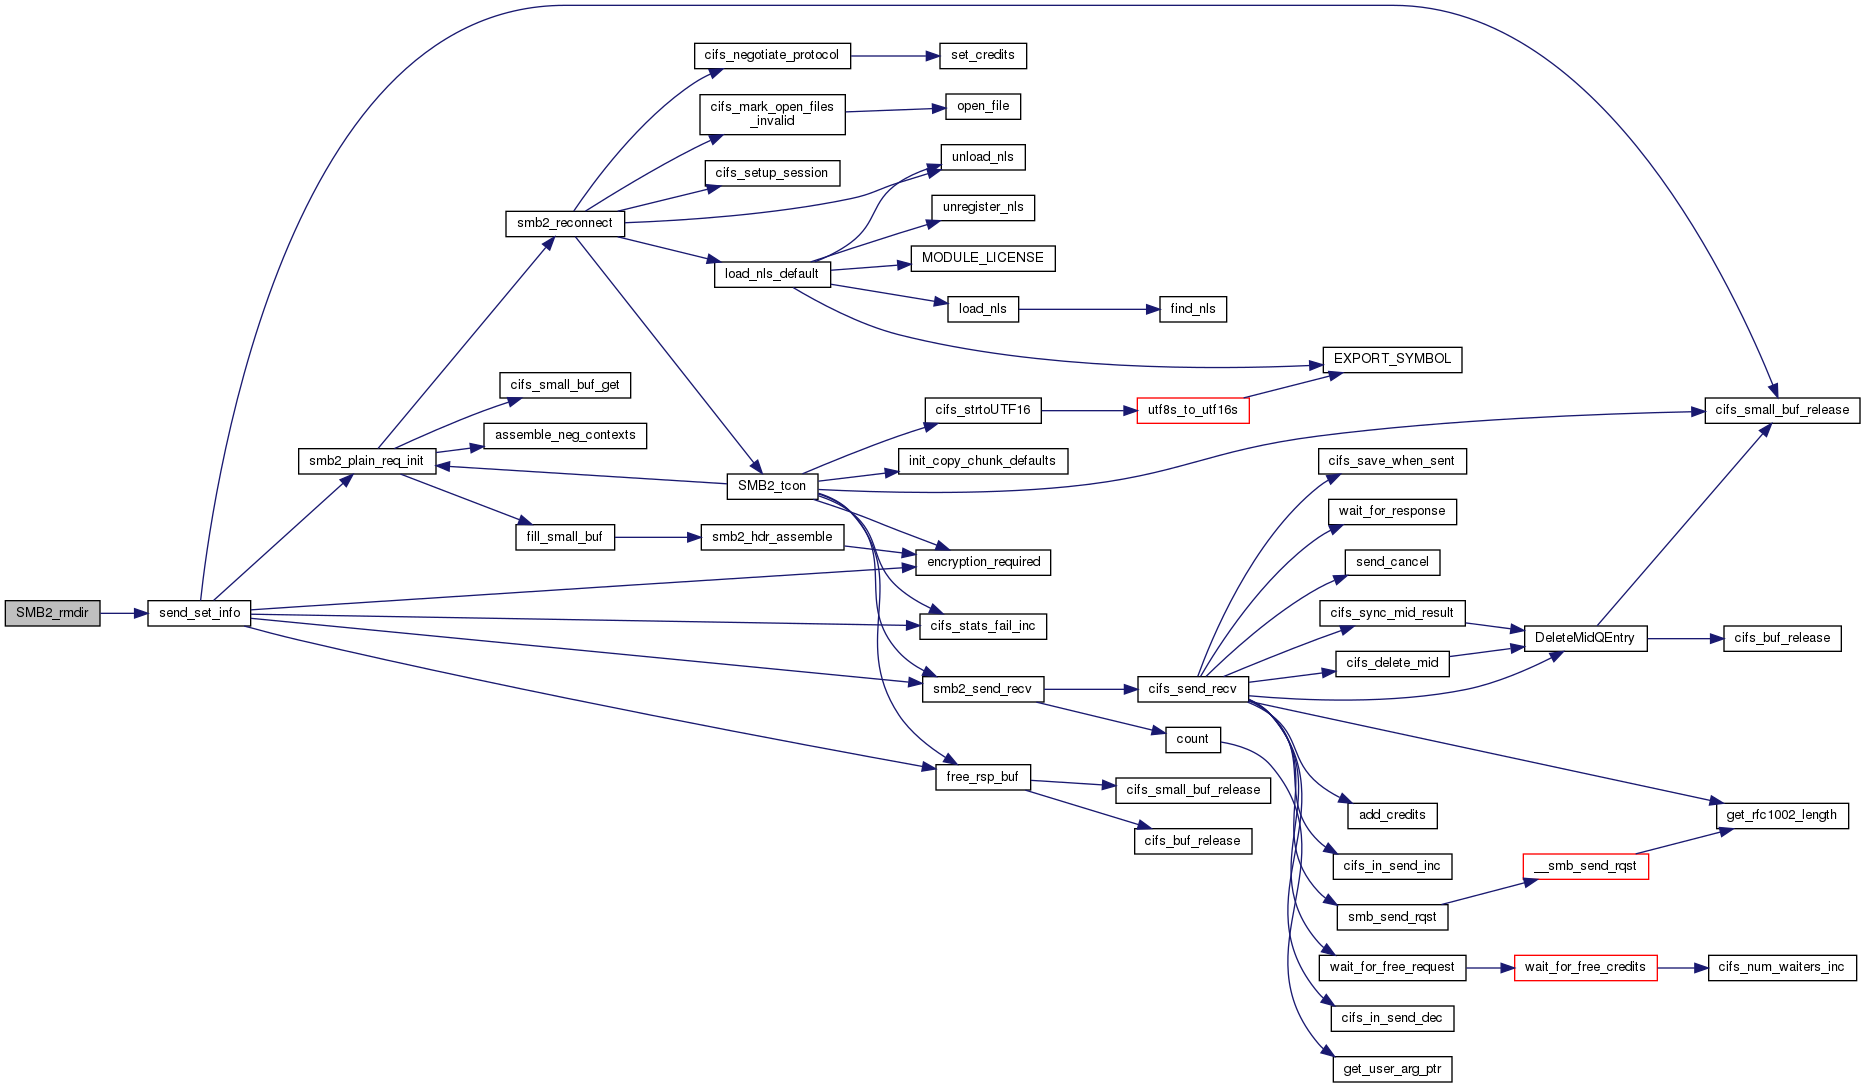 SMB2_rmdir
send_set_info
smb2_plain_req_init
smb2_reconnect
cifs_negotiate_protocol
set_credits
cifs_mark_open_files
_invalid
open_file
cifs_setup_session
unload_nls
load_nls_default
unregister_nls
MODULE_LICENSE
load_nls
find_nls
EXPORT_SYMBOL
cifs_small_buf_get
assemble_neg_contexts
fill_small_buf
smb2_hdr_assemble
SMB2_tcon
cifs_strtoUTF16
utf8s_to_utf16s
init_copy_chunk_defaults
encryption_required
cifs_stats_fail_inc
smb2_send_recv
free_rsp_buf
cifs_small_buf_release
cifs_buf_release
cifs_send_recv
count
cifs_save_when_sent
wait_for_response
send_cancel
cifs_sync_mid_result
cifs_delete_mid
DeleteMidQEntry
cifs_small_buf_release
cifs_buf_release
get_rfc1002_length
add_credits
cifs_in_send_inc
smb_send_rqst
__smb_send_rqst
wait_for_free_request
wait_for_free_credits
cifs_num_waiters_inc
cifs_in_send_dec
get_user_arg_ptr